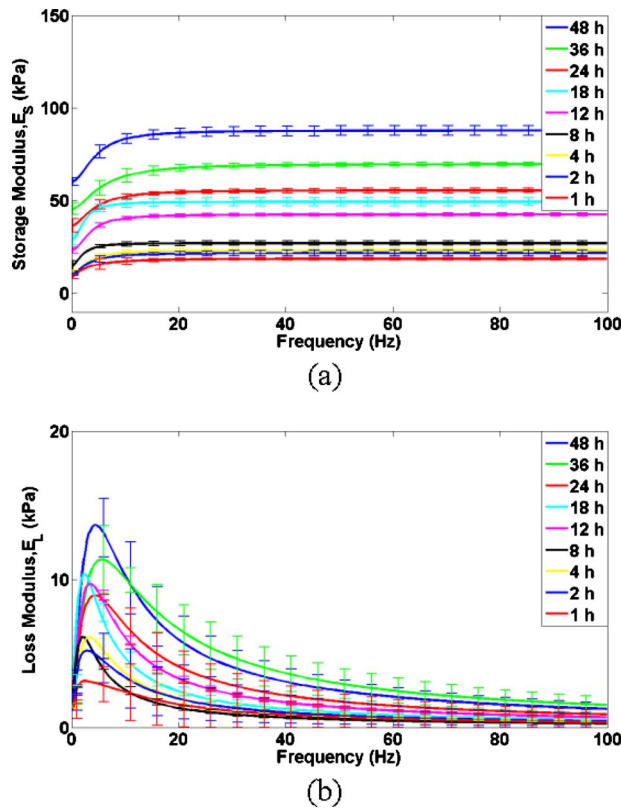 150
100
50
0
Storage Modulus,E_S (kPa)
0 20 40 60 80 100
Frequency (Hz)
48 h
36 h
24 h
18 h
12 h
8 h
4 h
2 h
1 h
(a)
20
10
0
Loss Modulus,E_L (kPa)
0 20 40 60 80 100
Frequency (Hz)
48 h
36 h
24 h
18 h
12 h
8 h
4 h
2 h
1 h
(b)